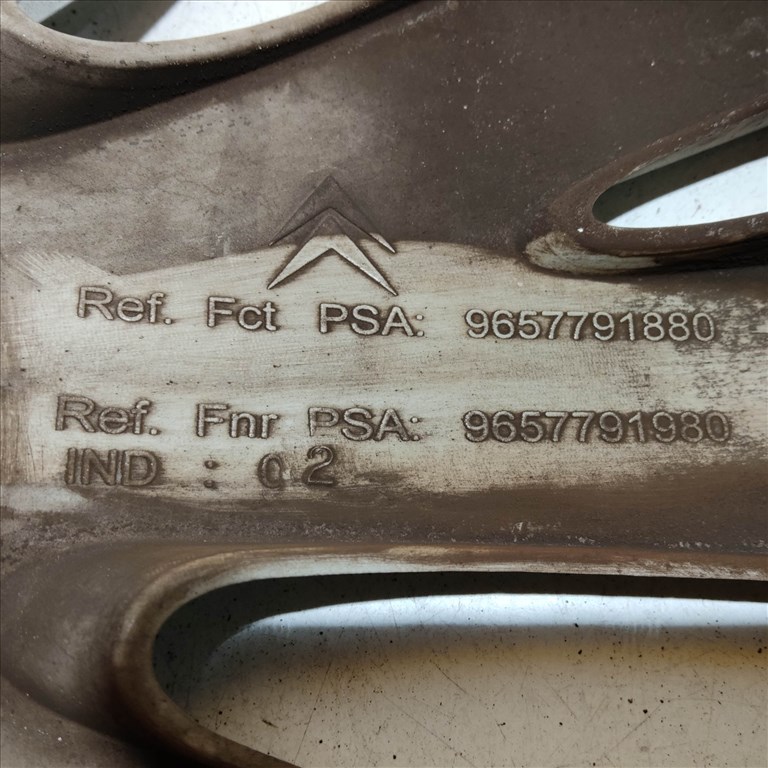 Ref. Fct PSA: 9657791880
Ref. Fnr PSA: 9657791980
IND : 02